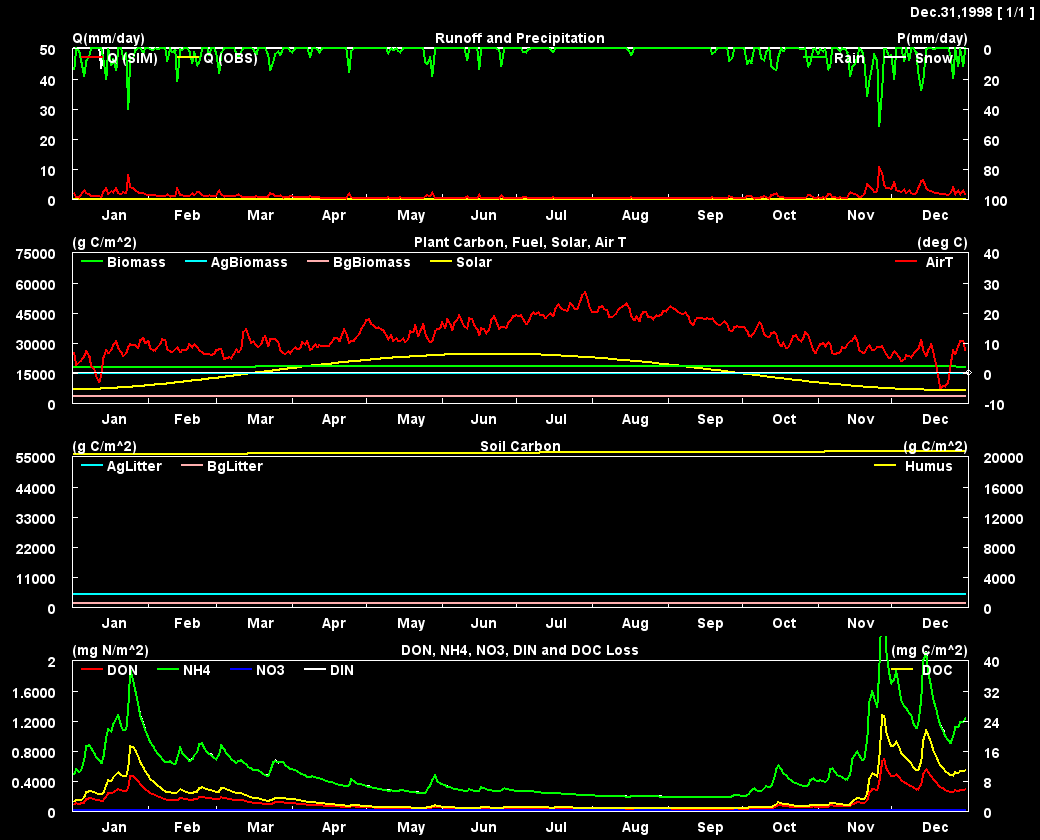 Dec.31,1998 [ 1/1 ]
Q(mm/day) Runoff and Precipitation P(mm/day)
50 Q (SIM) Q (OBS) Rain Snow 0
40 20
30 40
20 60
10 80
0 100
Jan Feb Mar Apr May Jun Jul Aug Sep Oct Nov Dec
(g C/m^2) Plant Carbon, Fuel, Solar, Air T (deg C)
75000 40
Biomass AgBiomass BgBiomass Solar AirT
60000 30
45000 20
30000 10
15000 0
0 -10
Jan Feb Mar Apr May Jun Jul Aug Sep Oct Nov Dec
(g C/m^2) Soil Carbon (g C/m^2)
55000 20000
AgLitter BgLitter Humus
44000 16000
33000 12000
22000 8000
11000 4000
0 0
Jan Feb Mar Apr May Jun Jul Aug Sep Oct Nov Dec
(mg N/m^2) DON, NH4, NO3, DIN and DOC Loss (mg C/m^2)
2 40
DON NH4 NO3 DIN DOC
1.6000 32
1.2000 24
0.8000 16
0.4000 8
0 0
Jan Feb Mar Apr May Jun Jul Aug Sep Oct Nov Dec